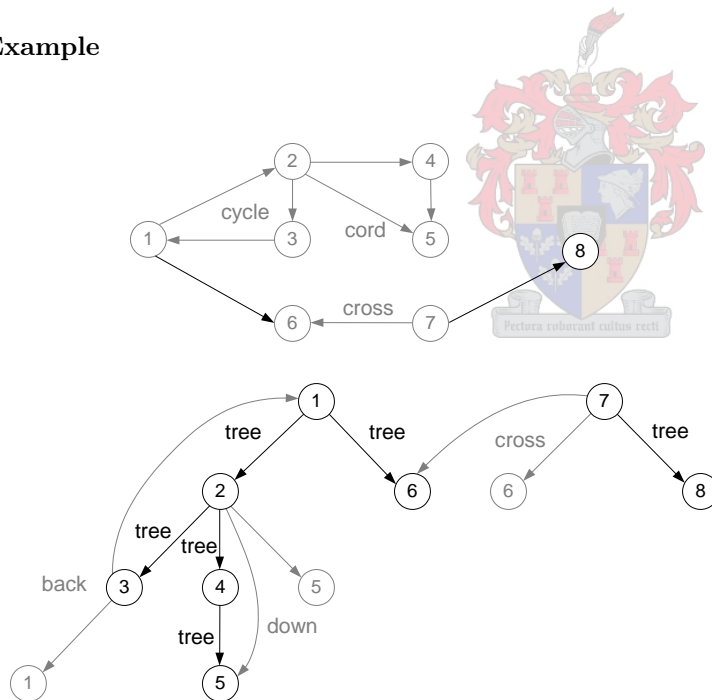 Example
2 4
cycle
1 3 cord 5
8
cross
6 7
Pectora roborant cultus recti
1 7
tree tree cross tree
2 6 6 8
tree tree
back 3 4 5
tree down
1 5